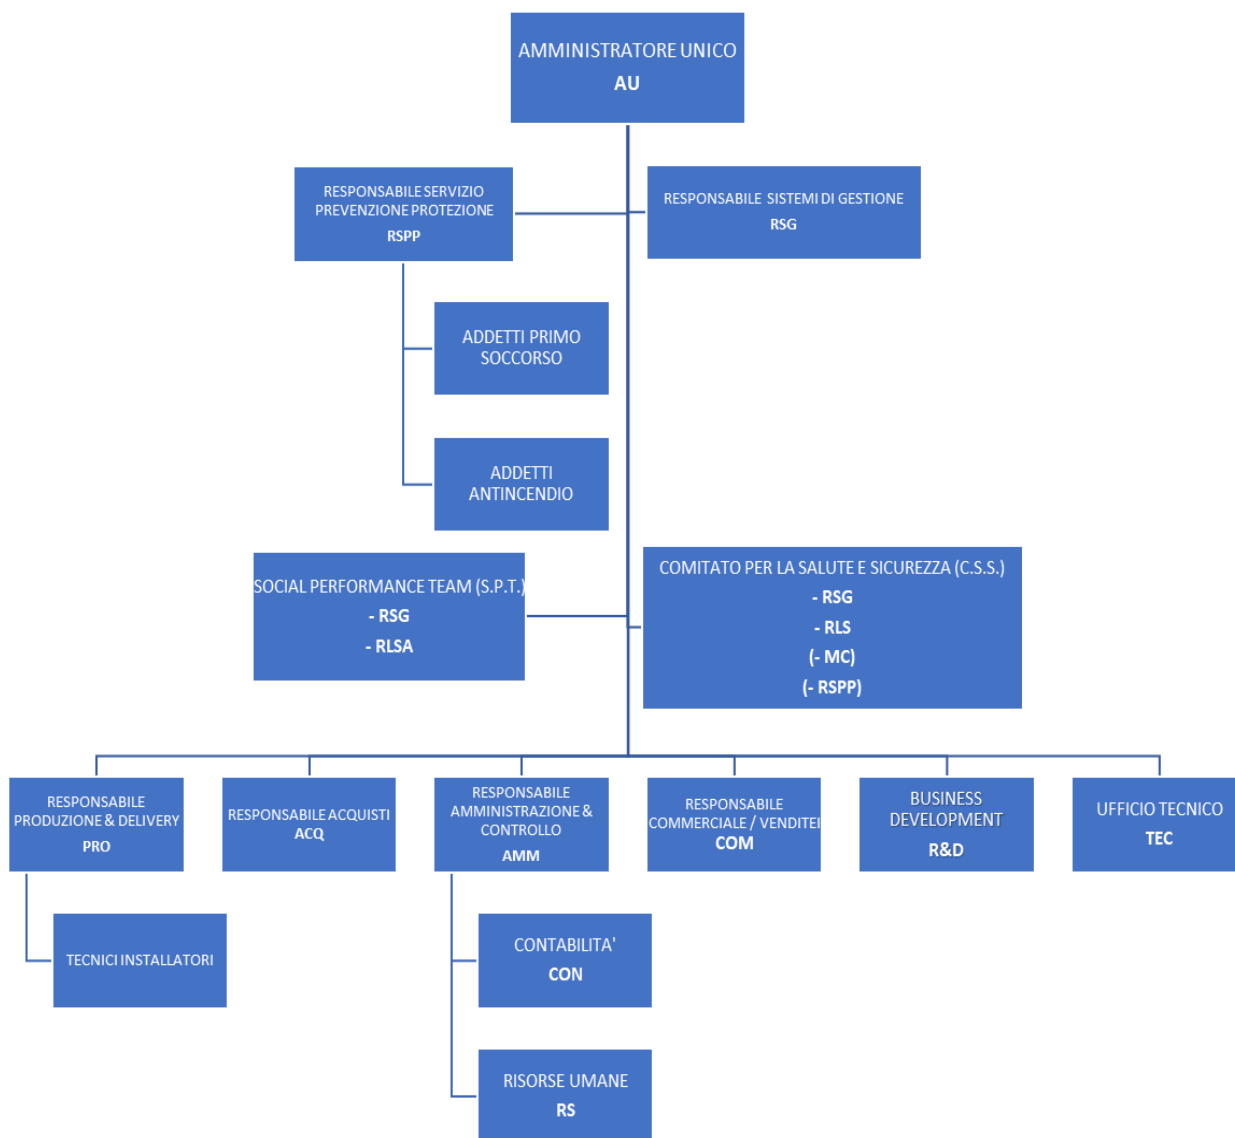 AMMINISTRATORE UNICO
AU
RESPONSABILE SERVIZIO
PREVENZIONE PROTEZIONE
RSPP
RESPONSABILE SISTEMI DI GESTIONE
RSG
ADDETTI PRIMO
SOCCORSO
ADDETTI
ANTINCENDIO
SOCIAL PERFORMANCE TEAM (S.P.T.)
- RSG
- RLSA
COMITATO PER LA SALUTE E SICUREZZA (C.S.S.)
- RSG
- RLS
(- MC)
(- RSPP)
RESPONSABILE
PRODUZIONE & DELIVERY
PRO
RESPONSABILE ACQUISTI
ACQ
RESPONSABILE
AMMINISTRAZIONE &
CONTROLLO
AMM
RESPONSABILE
COMMERCIALE / VENDITEI
COM
BUSINESS
DEVELOPMENT
R&D
UFFICIO TECNICO
TEC
TECNICI INSTALLATORI
CONTABILITA'
CON
RISORSE UMANE
RS